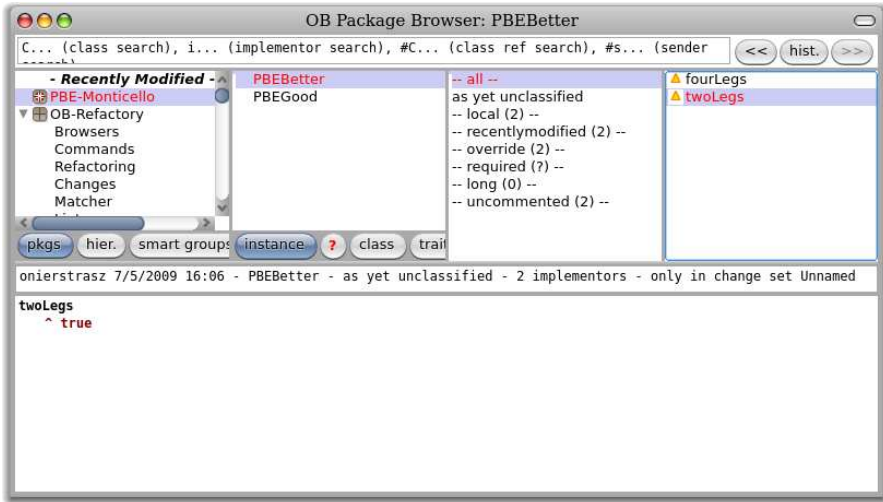 OB Package Browser: PBEBetter
C... (class search), i... (implementor search), #C... (class ref search), #s... (sender
<< hist. >>
- Recently Modified -
PBE-Monticello
OB-Refactory
Browsers
Commands
Refactoring
Changes
Matcher
PBEBetter
PBEGood
-- all --
as yet unclassified
-- local (2) --
-- recentlymodified (2) --
-- override (2) --
-- required (?) --
-- long (0) --
-- uncommented (2) --
fourLegs
twoLegs
pkgs hier. smart groups instance ? class trait
onierstrasz 7/5/2009 16:06 - PBEBetter - as yet unclassified - 2 implementors - only in change set Unnamed
twoLegs
^ true